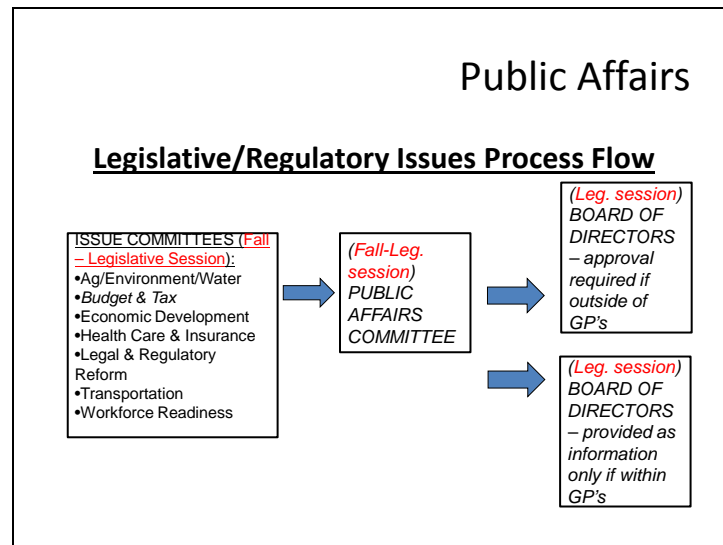 Public Affairs
Legislative/Regulatory Issues Process Flow
ISSUE COMMITTEES (Fall
– Legislative Session):
•Ag/Environment/Water
•Budget & Tax
•Economic Development
•Health Care & Insurance
•Legal & Regulatory
Reform
•Transportation
•Workforce Readiness
(Fall-Leg.
session)
PUBLIC
AFFAIRS
COMMITTEE
(Leg. session)
BOARD OF
DIRECTORS
– approval
required if
outside of
GP's
(Leg. session)
BOARD OF
DIRECTORS
– provided as
information
only if within
GP's